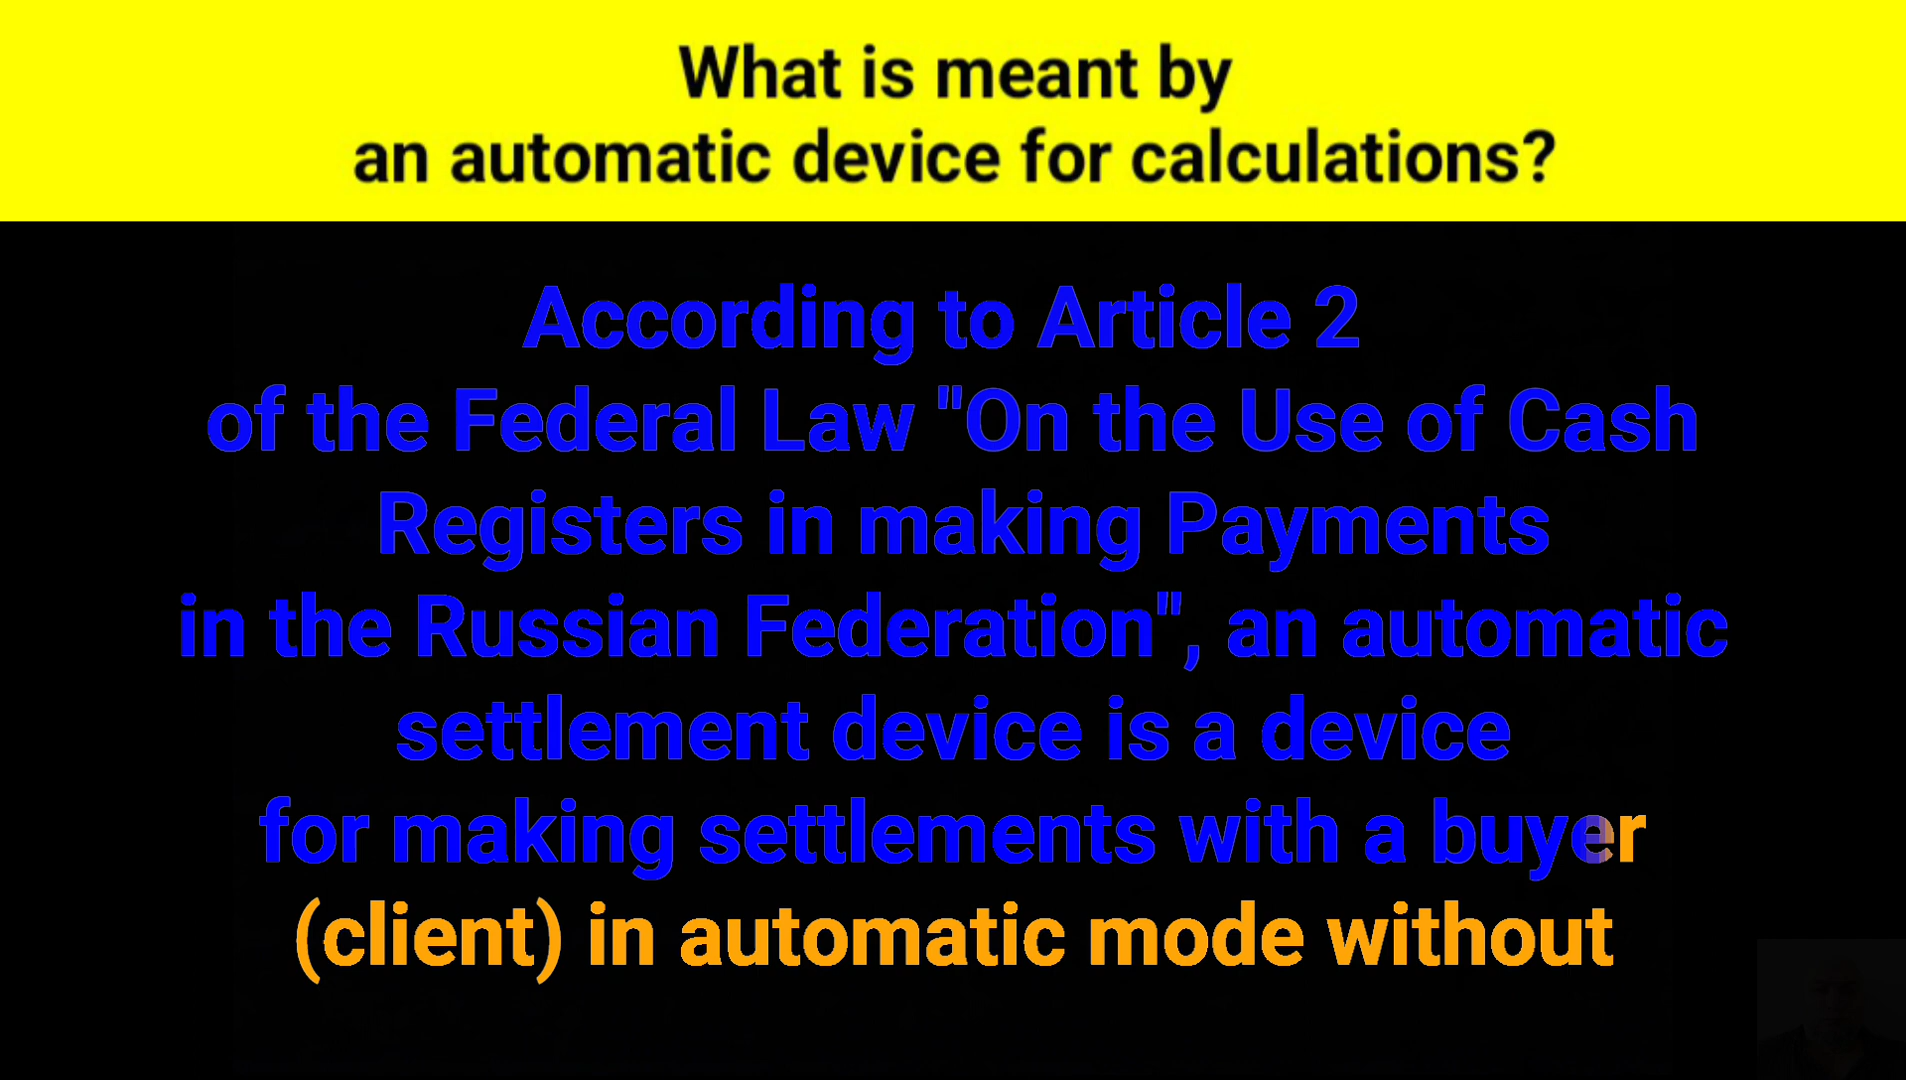 What is meant by
an automatic device for calculations?
According to Article 2
of the Federal Law "On the Use of Cash
Registers in making Payments
in the Russian Federation", an automatic
settlement device is a device
for making settlements with a buyer
(client) in automatic mode without